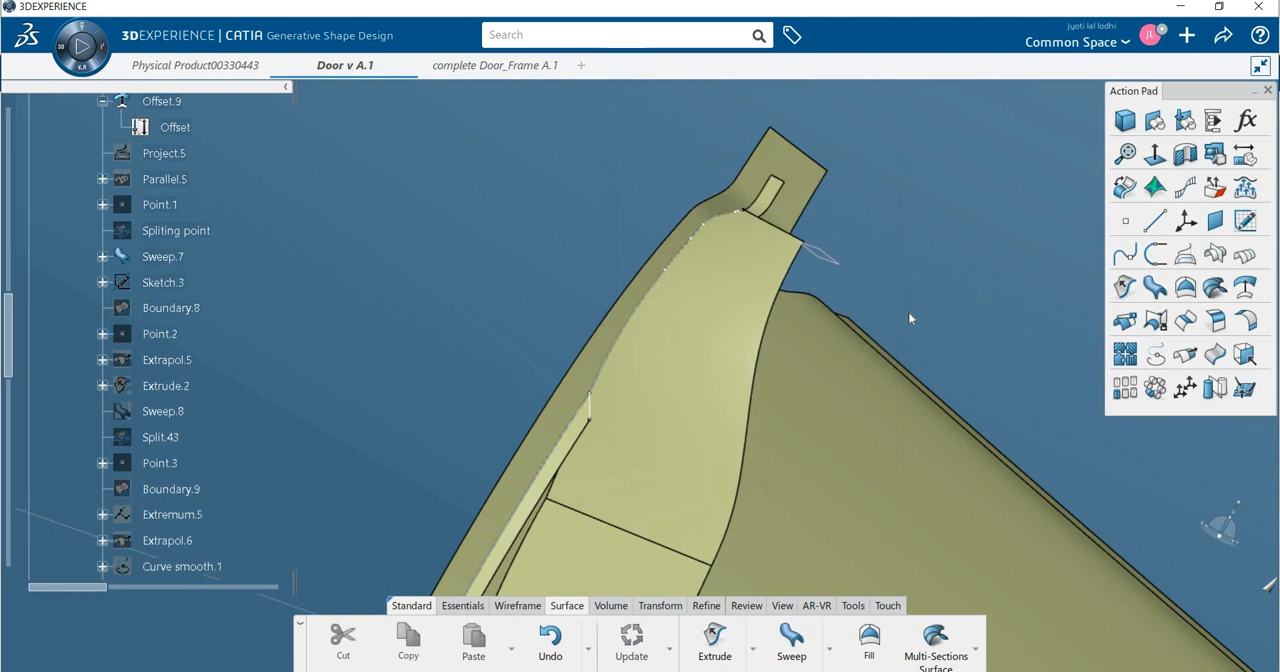 3DEXPERIENCE
3DEXPERIENCE | CATIA Generative Shape Design
Search
Jyoti lal lodhi
Common Space
JL
3D
V.R
Physical Product00330443
Door v A.1
complete Door_Frame A.1
Action Pad
fx
Offset.9
Offset
Project.5
Parallel.5
Point.1
Spliting point
Sweep.7
Sketch.3
Boundary.8
Point.2
Extrapol.5
Extrude.2
Sweep.8
Split.43
Point.3
Boundary.9
Extremum.5
Extrapol.6
Curve smooth.1
Standard Essentials Wireframe Surface Volume Transform Refine Review View AR-VR Tools Touch
Cut Copy Paste Undo Update Extrude Sweep Fill Multi-Sections
Surface